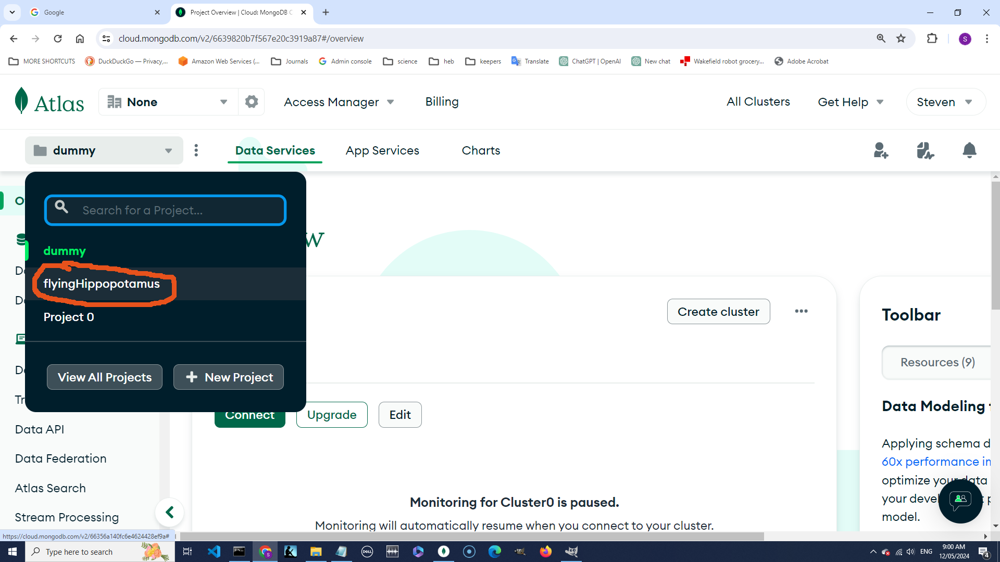 Google
Project Overview | Cloud: MongoDB C
cloud.mongodb.com/v2/6639820b7f567e20c3919a87#/overview
S
MORE SHORTCUTS
DuckDuckGo — Privacy,...
Amazon Web Services (...
Journals
Admin console
science
heb
keepers
Translate
ChatGPT | OpenAI
New chat
Wakefield robot grocery...
Adobe Acrobat
Atlas
None
Access Manager
Billing
All Clusters
Get Help
Steven
dummy
Data Services
App Services
Charts
Search for a Project...
dummy
flyingHippopotamus
Project 0
View All Projects
New Project
Data API
Data Federation
Atlas Search
Stream Processing
w
Create cluster
Connect
Upgrade
Edit
Monitoring for Cluster0 is paused.
Monitoring will automatically resume when you connect to your cluster.
Toolbar
Resources (9)
Data Modeling
Applying schema d
60x performance in
optimize your data
your devel
model.
https://cloud.mongodb.com/v2/66356a140fc6e4624428ef9a#
Type here to search
DELL
ENG
9:00 AM
12/05/2024
4